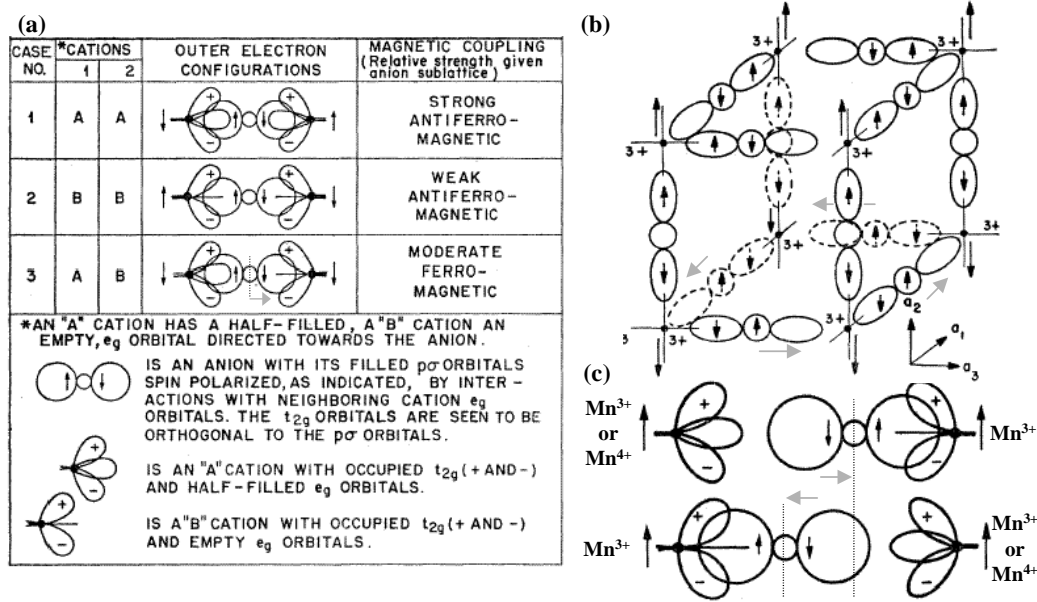 (a)
CASE NO.
*CATIONS
1 2
OUTER ELECTRON CONFIGURATIONS
MAGNETIC COUPLING (Relative strength given anion sublattice)
1 A A STRONG ANTIFERRO-MAGNETIC
2 B B WEAK ANTIFERRO-MAGNETIC
3 A B MODERATE FERRO-MAGNETIC
+
−
+
−
+
−
+
−
+
−
+
−
*AN "A" CATION HAS A HALF-FILLED, A "B" CATION AN
EMPTY, eg ORBITAL DIRECTED TOWARDS THE ANION.
IS AN ANION WITH ITS FILLED pσ ORBITALS
SPIN POLARIZED, AS INDICATED, BY INTER-
ACTIONS WITH NEIGHBORING CATION eg
ORBITALS. THE t2g ORBITALS ARE SEEN TO BE
ORTHOGONAL TO THE pσ ORBITALS.
+
−
IS AN "A" CATION WITH OCCUPIED t2g (+ AND −)
AND HALF-FILLED eg ORBITALS.
+
−
IS A "B" CATION WITH OCCUPIED t2g (+ AND −)
AND EMPTY eg ORBITALS.
(b)
3+
3+
3+
3+
3+
3+
3+
3+
a2
a1
a3
(c)
Mn3+
or
Mn4+
+
−
+
−
Mn3+
Mn3+
+
−
+
−
Mn3+
or
Mn4+